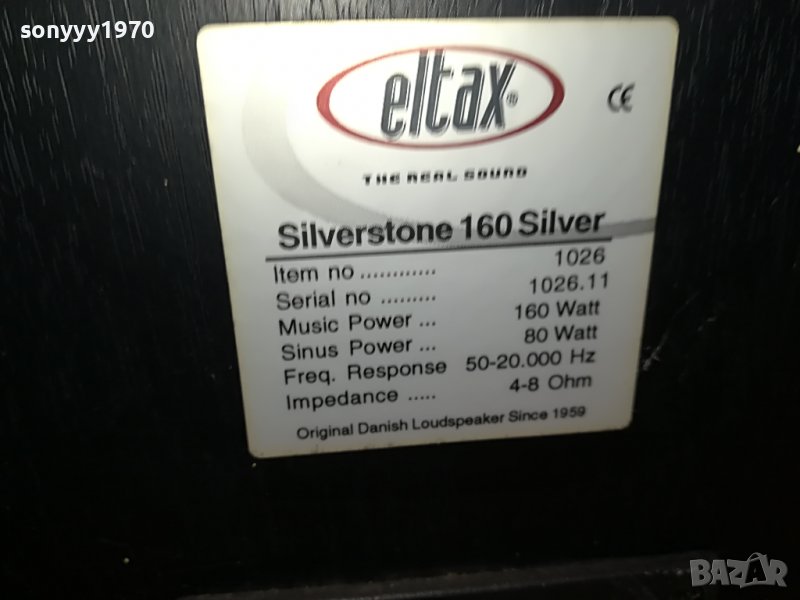 sonyyy1970
eltax®
CE
THE REAL SOUND
Silverstone 160 Silver
Item no ............ 1026
Serial no ......... 1026.11
Music Power ... 160 Watt
Sinus Power ... 80 Watt
Freq. Response 50-20.000 Hz
Impedance ..... 4-8 Ohm
Original Danish Loudspeaker Since 1959
BAZAR